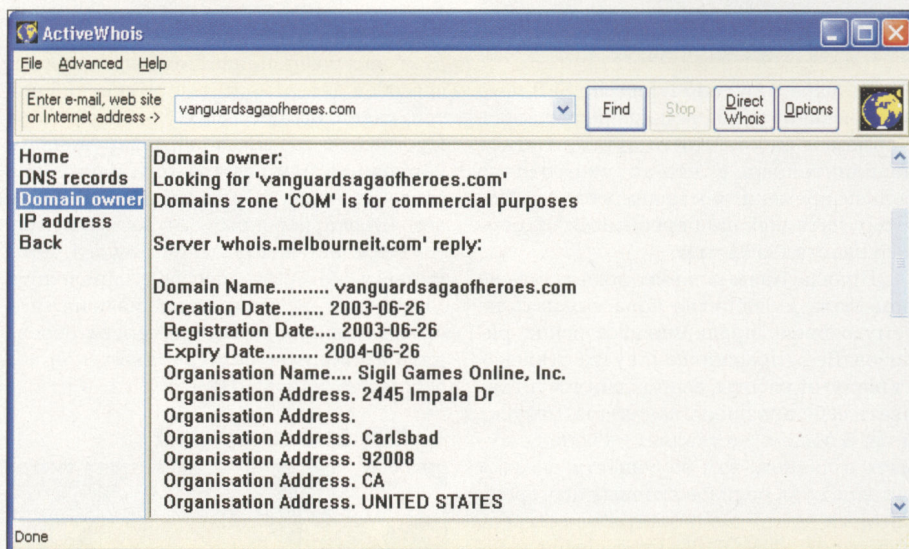 ActiveWhois
File Advanced Help
Enter e-mail, web site
or Internet address ->
vanguardsagaofheroes.com
Find
Stop
Direct
Whois
Options
Home
DNS records
Domain owner
IP address
Back
Domain owner:
Looking for 'vanguardsagaofheroes.com'
Domains zone 'COM' is for commercial purposes
Server 'whois.melbourneit.com' reply:
Domain Name.......... vanguardsagaofheroes.com
Creation Date........ 2003-06-26
Registration Date.... 2003-06-26
Expiry Date.......... 2004-06-26
Organisation Name.... Sigil Games Online, Inc.
Organisation Address. 2445 Impala Dr
Organisation Address.
Organisation Address. Carlsbad
Organisation Address. 92008
Organisation Address. CA
Organisation Address. UNITED STATES
Done